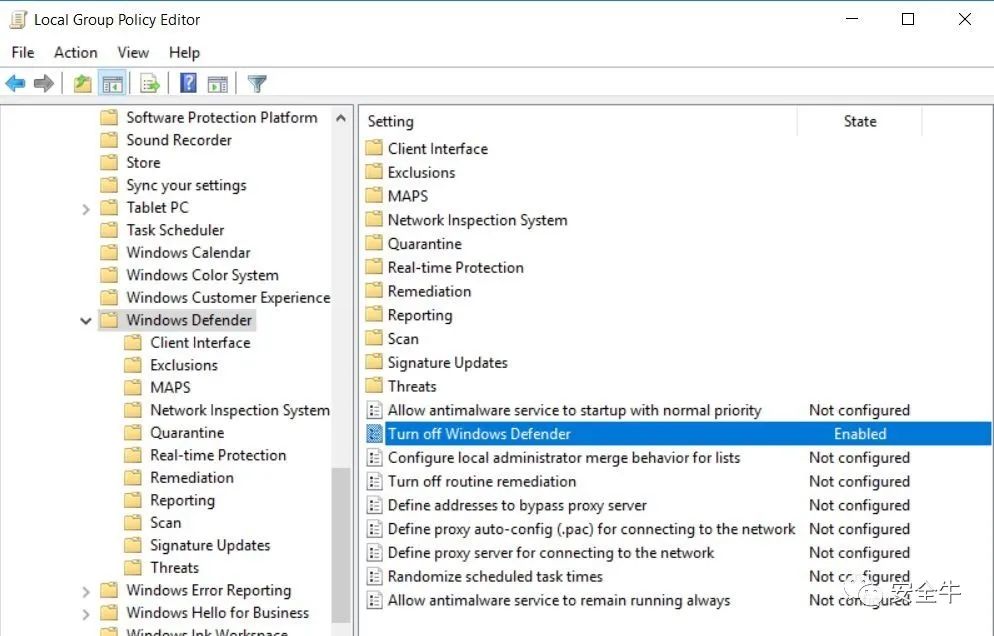 Local Group Policy Editor
File Action View Help
Software Protection Platform
Sound Recorder
Store
Sync your settings
Tablet PC
Task Scheduler
Windows Calendar
Windows Color System
Windows Customer Experience
Windows Defender
Client Interface
Exclusions
MAPS
Network Inspection System
Quarantine
Real-time Protection
Remediation
Reporting
Scan
Signature Updates
Threats
Windows Error Reporting
Windows Hello for Business
Windows Ink Workspace
Setting State
Client Interface
Exclusions
MAPS
Network Inspection System
Quarantine
Real-time Protection
Remediation
Reporting
Scan
Signature Updates
Threats
Allow antimalware service to startup with normal priority Not configured
Turn off Windows Defender Enabled
Configure local administrator merge behavior for lists Not configured
Turn off routine remediation Not configured
Define addresses to bypass proxy server Not configured
Define proxy auto-config (.pac) for connecting to the network Not configured
Define proxy server for connecting to the network Not configured
Randomize scheduled task times Not configured
Allow antimalware service to remain running always Not configured
安全牛